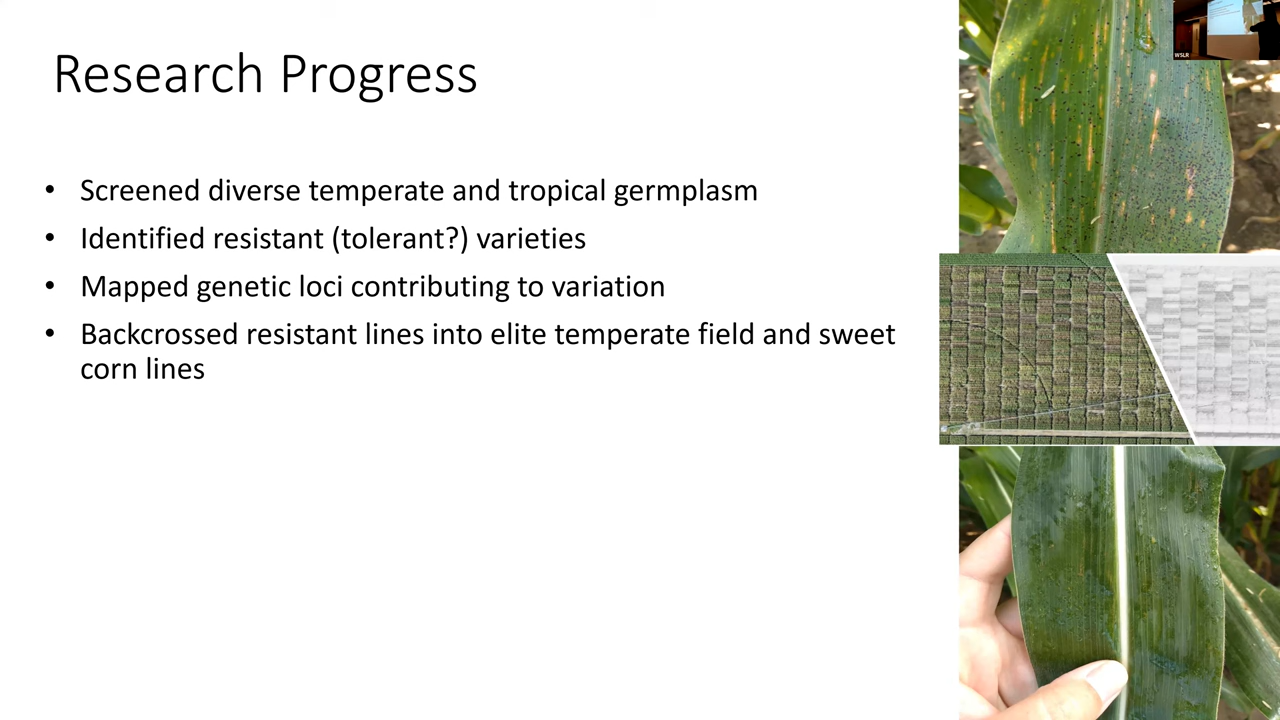 Research Progress
• Screened diverse temperate and tropical germplasm
• Identified resistant (tolerant?) varieties
• Mapped genetic loci contributing to variation
• Backcrossed resistant lines into elite temperate field and sweet
corn lines
WSLR